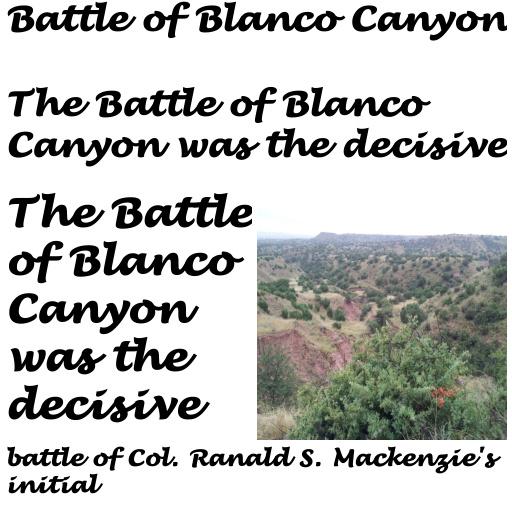 Battle of Blanco Canyon
The Battle of Blanco
Canyon was the decisive
The Battle
of Blanco
Canyon
was the
decisive
battle of Col. Ranald S. Mackenzie's
initial